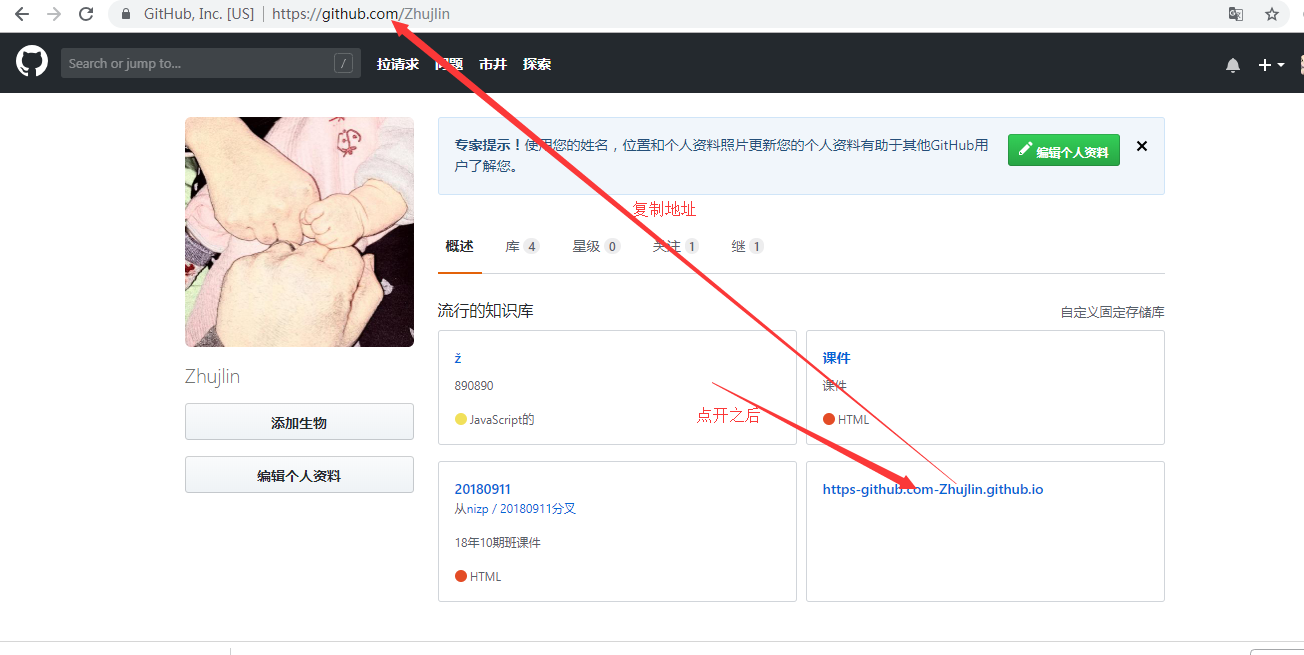 GitHub, Inc. [US] | https://github.com/Zhujlin
Search or jump to... /
拉请求 问题 市井 探索
专家提示！使用您的姓名，位置和个人资料照片更新您的个人资料有助于其他GitHub用
户了解您。
编辑个人资料
复制地址
概述 库 4 星级 0 关注 1 继 1
流行的知识库
自定义固定存储库
ž
890890
JavaScript的
课件
课件
HTML
点开之后
Zhujlin
添加生物
编辑个人资料
20180911
从nizp / 20180911分叉
18年10期班课件
HTML
https-github.com-Zhujlin.github.io